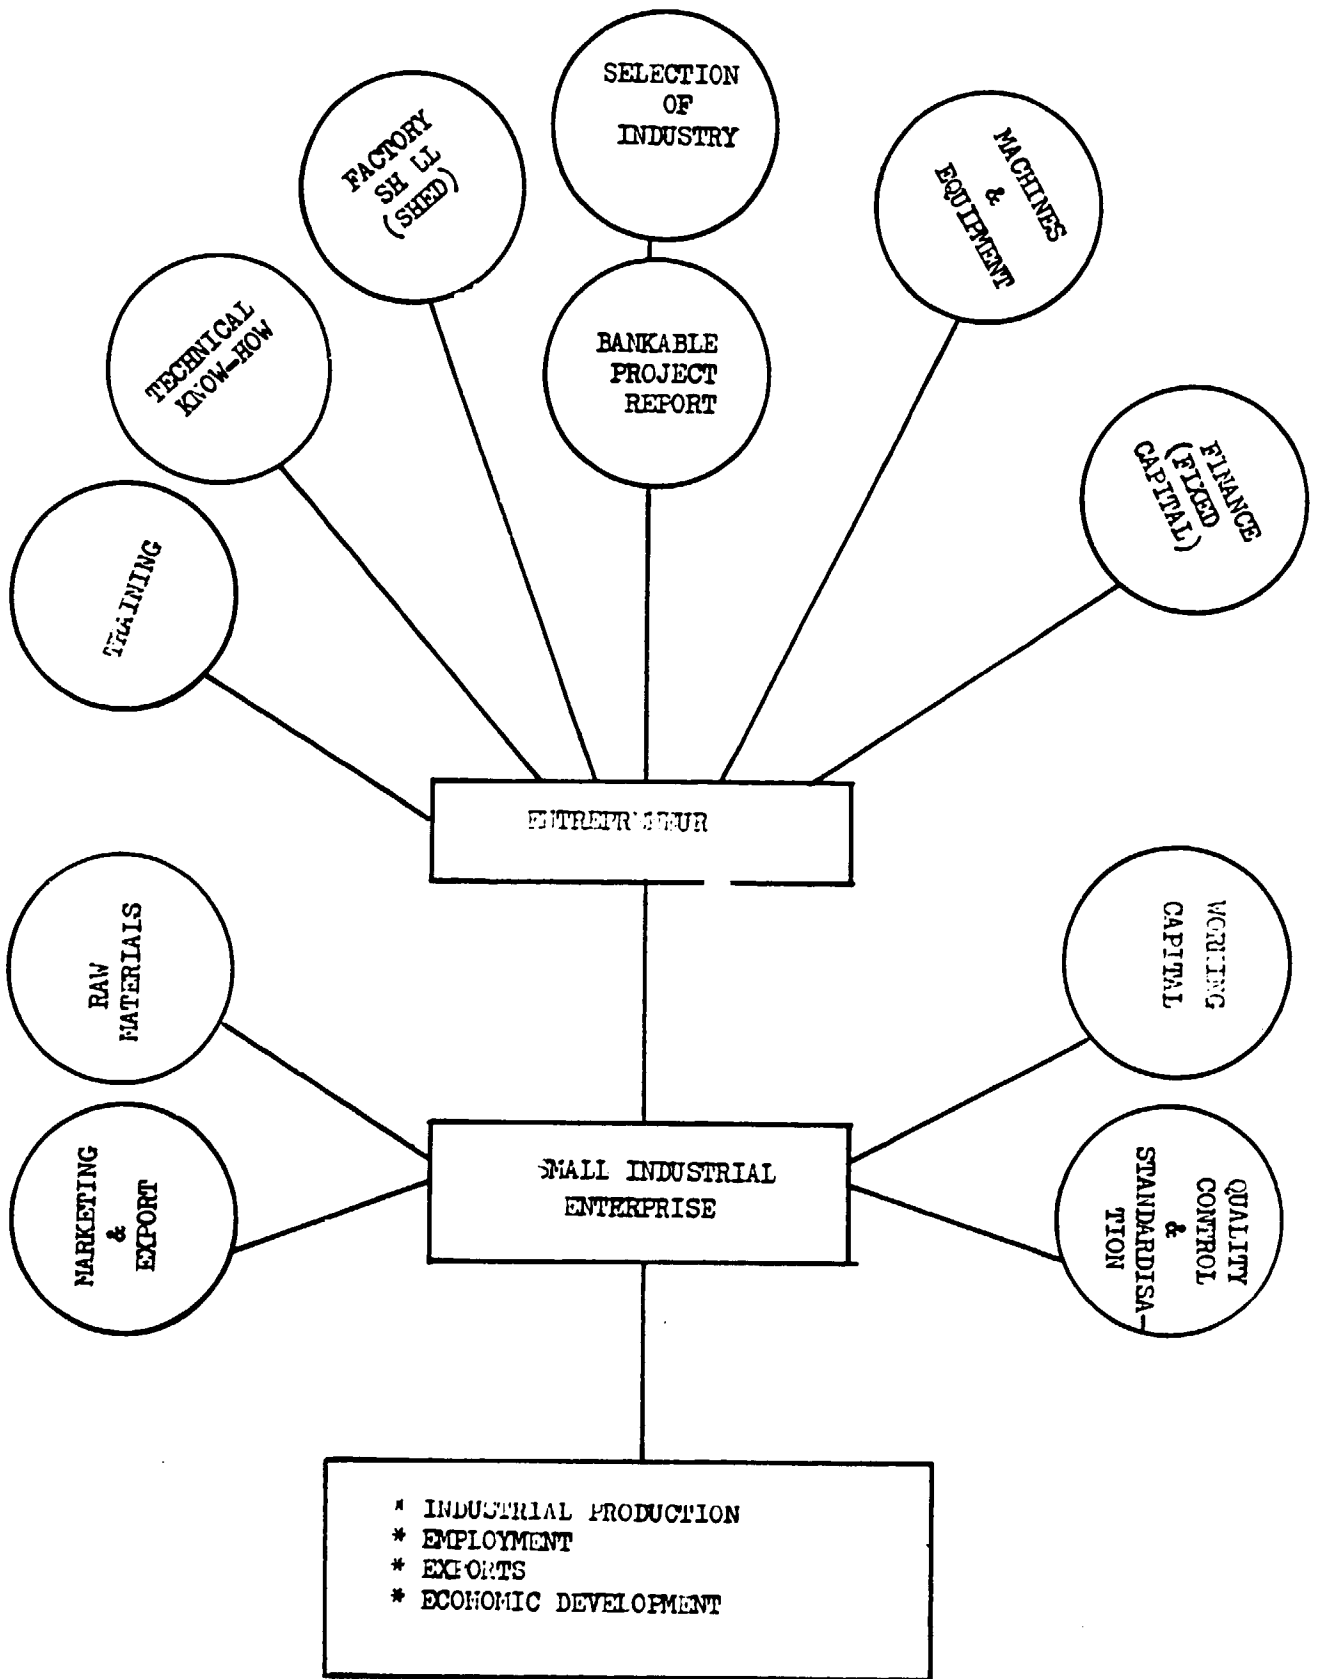 SELECTION
OF
INDUSTRY
FACTORY
SH LL
(SHED)
MACHINES
&
EQUIPMENT
TECHNICAL
KNOW-HOW
BANKABLE
PROJECT
REPORT
FINANCE
(FIXED
CAPITAL)
TRAINING
ENTREPRENEUR
RAW
MATERIALS
WORKING
CAPITAL
MARKETING
&
EXPORT
SMALL INDUSTRIAL
ENTERPRISE
QUALITY
CONTROL
&
STANDARDISA-
TION
* INDUSTRIAL PRODUCTION
* EMPLOYMENT
* EXPORTS
* ECONOMIC DEVELOPMENT